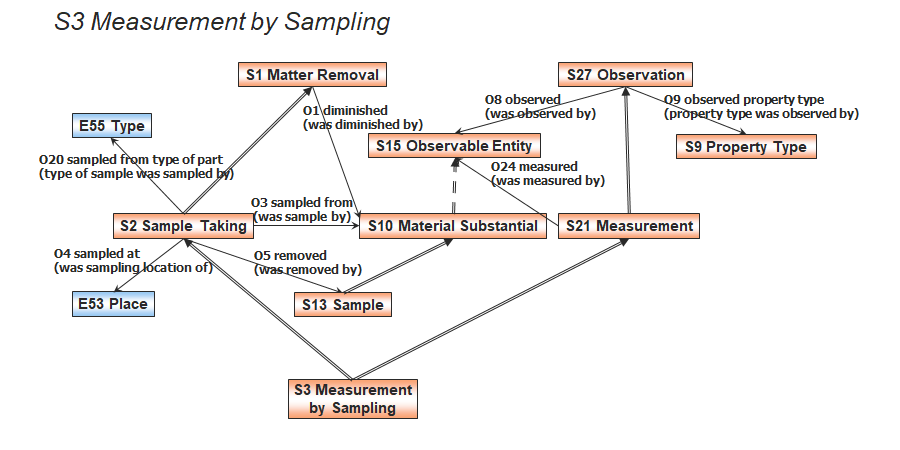 S3 Measurement by Sampling
S1 Matter Removal
S27 Observation
O1 diminished
(was diminished by)
O8 observed
(was observed by)
O9 observed property type
(property type was observed by)
E55 Type
S15 Observable Entity
S9 Property Type
O20 sampled from type of part
(type of sample was sampled by)
O24 measured
(was measured by)
O3 sampled from
(was sample by)
S2 Sample Taking
S10 Material Substantial
S21 Measurement
O4 sampled at
(was sampling location of)
O5 removed
(was removed by)
E53 Place
S13 Sample
S3 Measurement
by Sampling